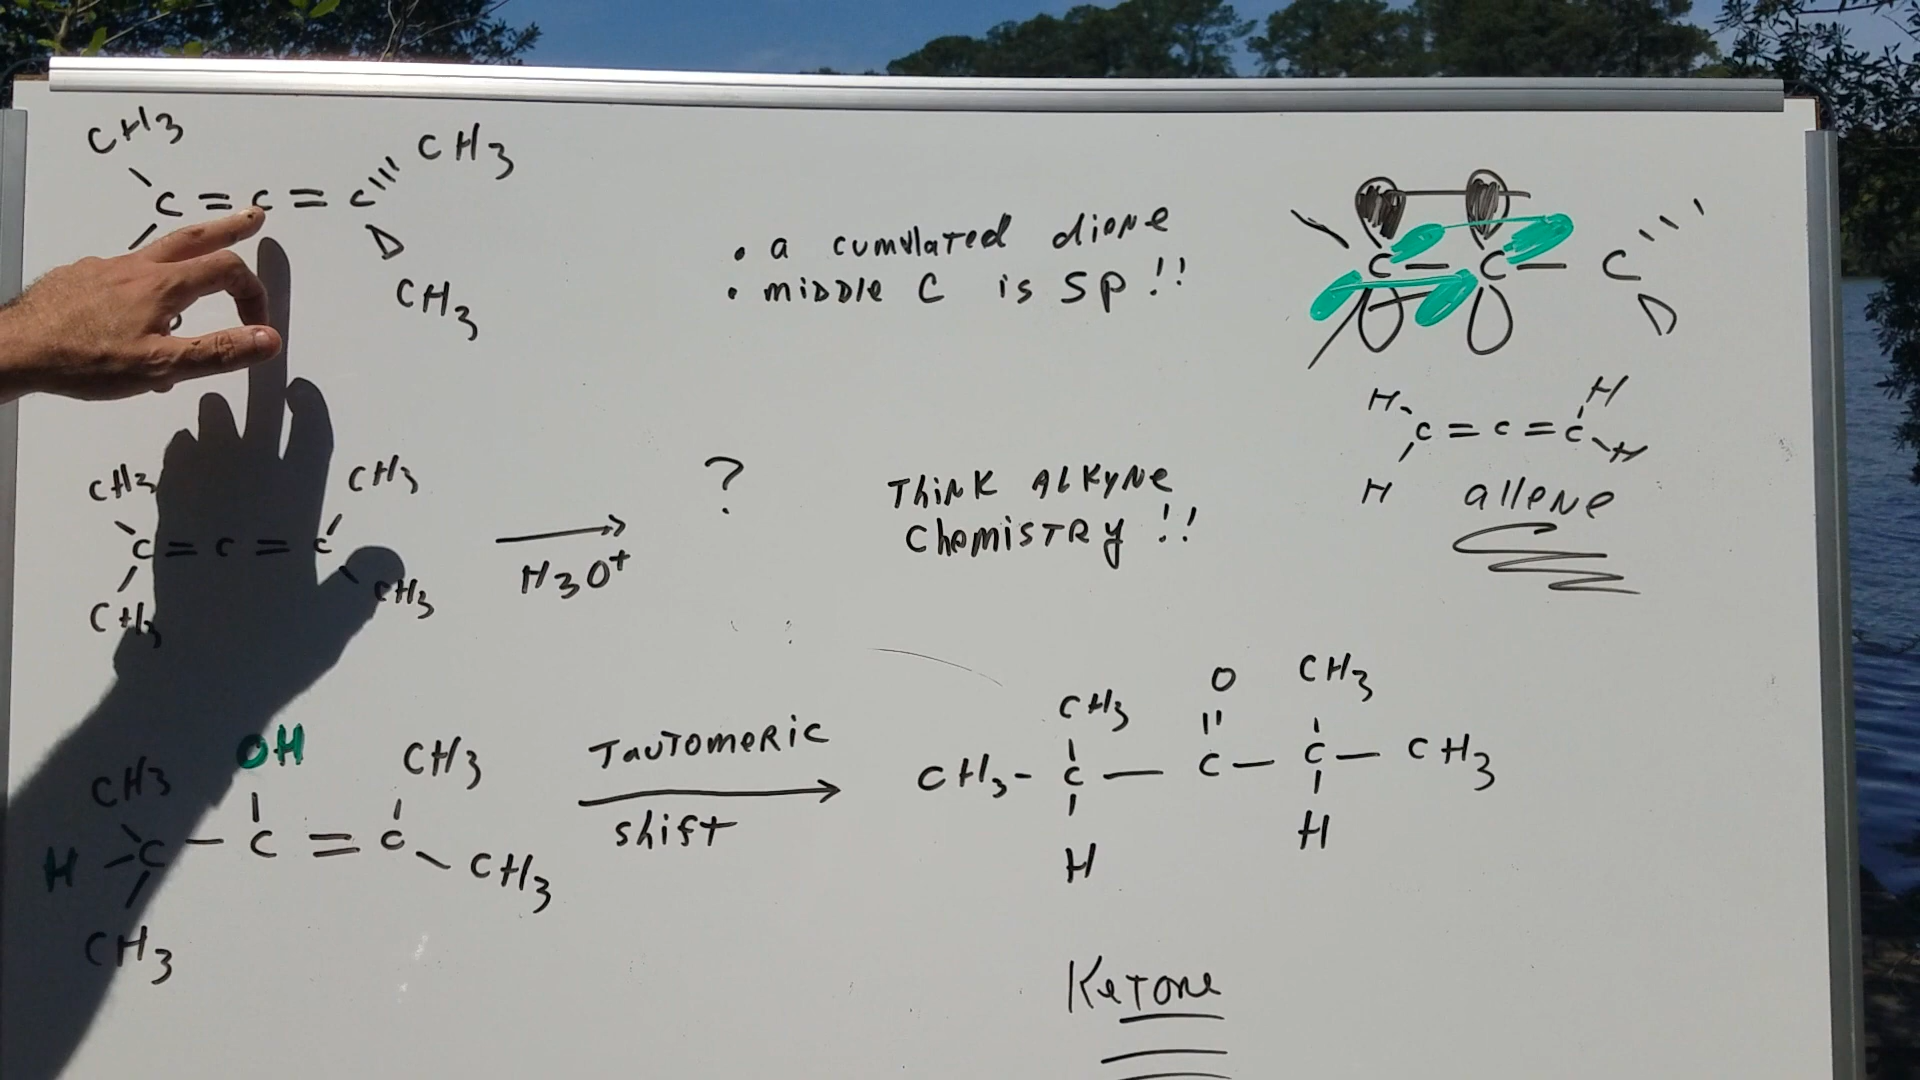 CH3
CH3
C = C = C
CH3
• a cumulated diene
• middle C is sp!!
C — C — C
H
H
C = C = C
H
H
allene
CH3
CH3
C = C = C
CH3
CH3
?
H3O+
Think Alkyne
Chemistry!!
OH
CH3
CH3
H – C – C = C – CH3
CH3
Tautomeric
shift
O
CH3
CH3
CH3 – C — C — C — CH3
H
H
Ketone